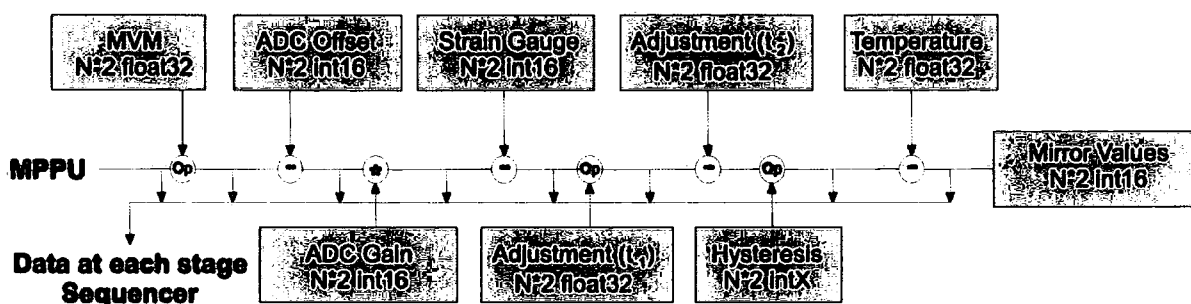 MVM
N*2 float32
ADC Offset
N*2 int16
Strain Gauge
N*2 int16
Adjustment (t-2)
N*2 float32
Temperature
N*2 float32
MPPU
Op
-
*
-
Op
-
Op
-
Mirror Values
N*2 int16
ADC Gain
N*2 int16
Adjustment (t-1)
N*2 float32
Hysteresis
N*2 intX
Data at each stage
Sequencer